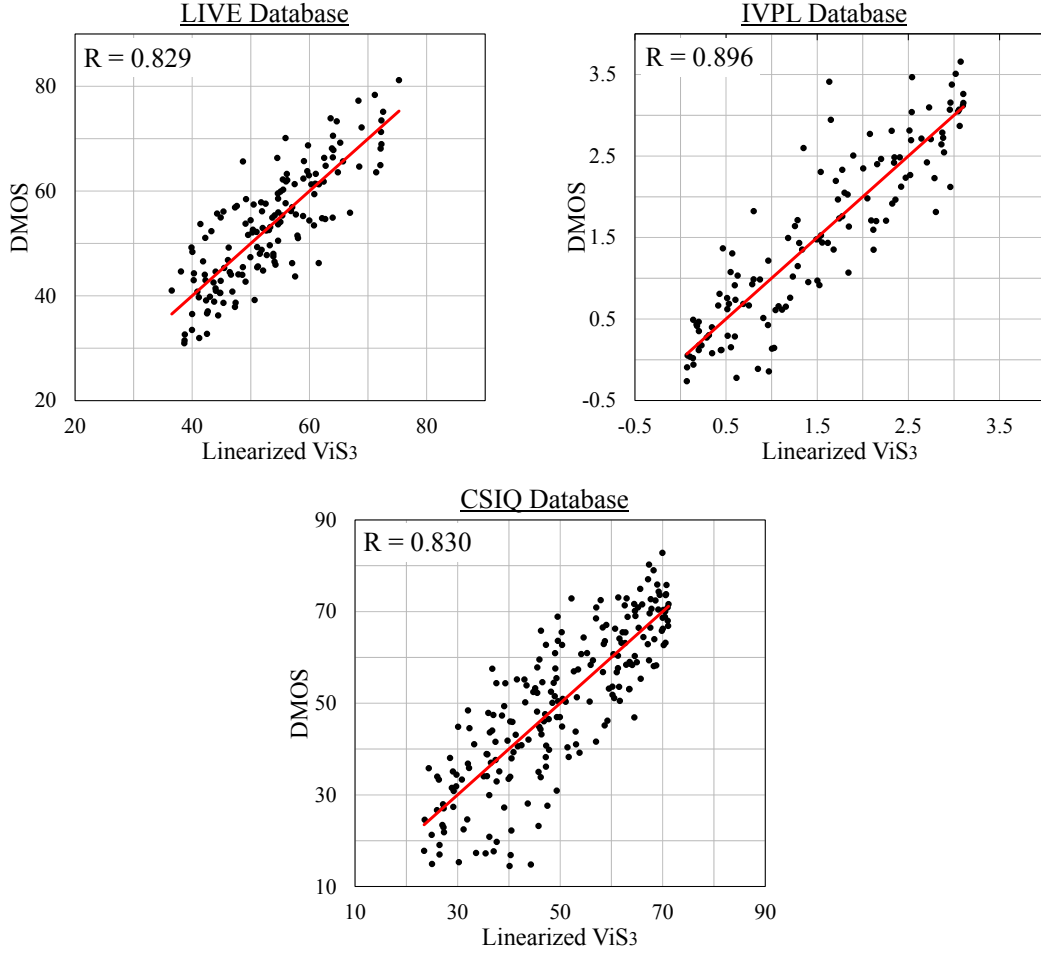 LIVE Database
R = 0.829
80
60
40
20
20
40
60
80
DMOS
Linearized ViS3
IVPL Database
R = 0.896
3.5
2.5
1.5
0.5
-0.5
-0.5
0.5
1.5
2.5
3.5
DMOS
Linearized ViS3
CSIQ Database
R = 0.830
90
70
50
30
10
10
30
50
70
90
DMOS
Linearized ViS3